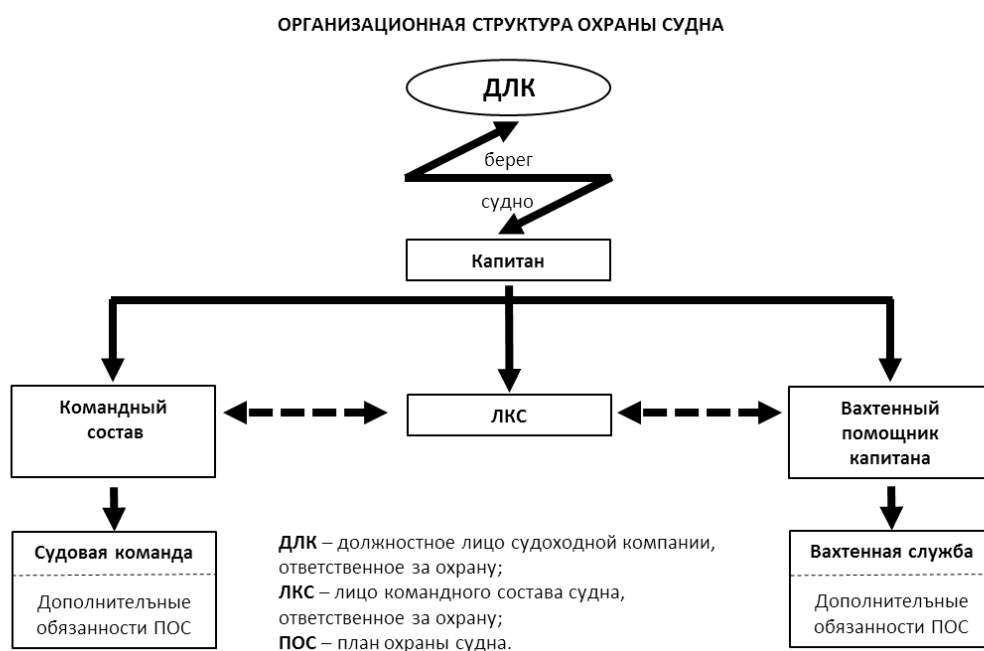 ОРГАНИЗАЦИОННАЯ СТРУКТУРА ОХРАНЫ СУДНА
ДЛК
берег
судно
Капитан
Командный
состав
ЛКС
Вахтенный
помощник
капитана
Судовая команда
Дополнителъные
обязанности ПОС
ДЛК – должностное лицо судоходной компании,
ответственное за охрану;
ЛКС – лицо командного состава судна,
ответственное за охрану;
ПОС – план охраны судна.
Вахтенная служба
Дополнителъные
обязанности ПОС